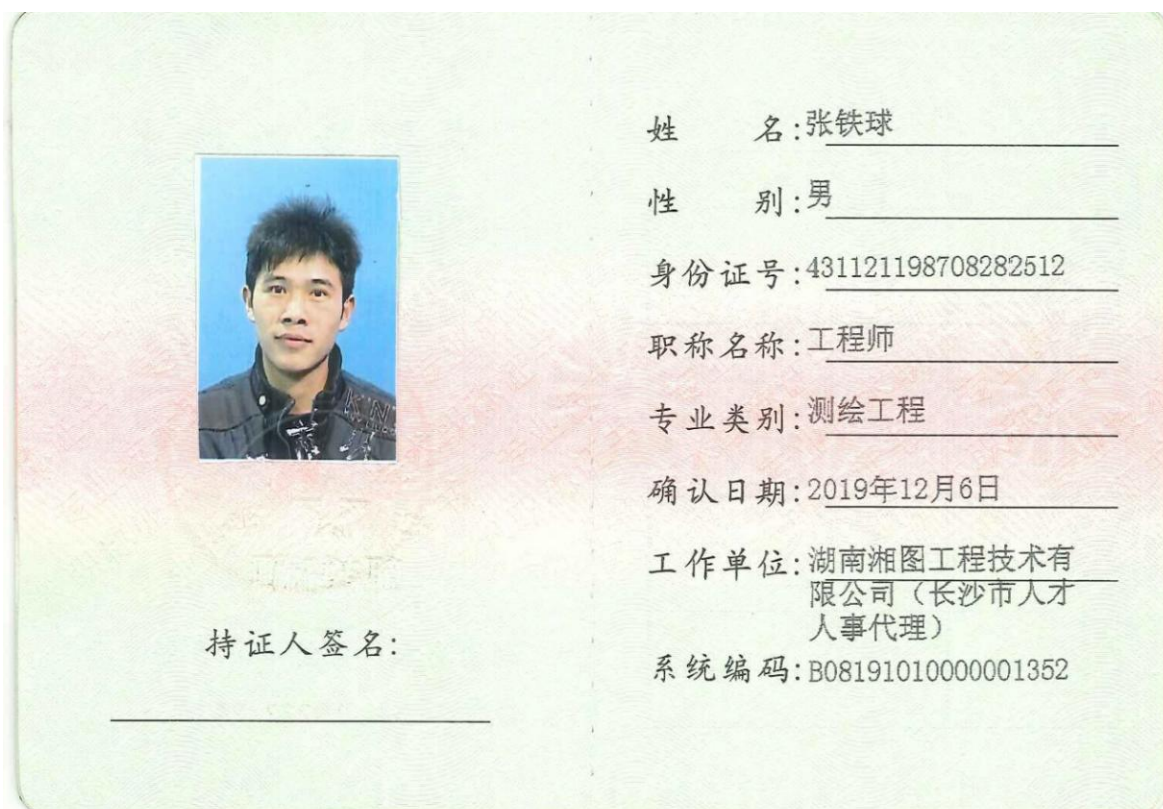 姓 名:张铁球
性 别:男
身份证号:431121198708282512
职称名称:工程师
专业类别:测绘工程
确认日期:2019年12月6日
工作单位:湖南湘图工程技术有
限公司(长沙市人才
人事代理)
系统编码:B08191010000001352
持证人签名: